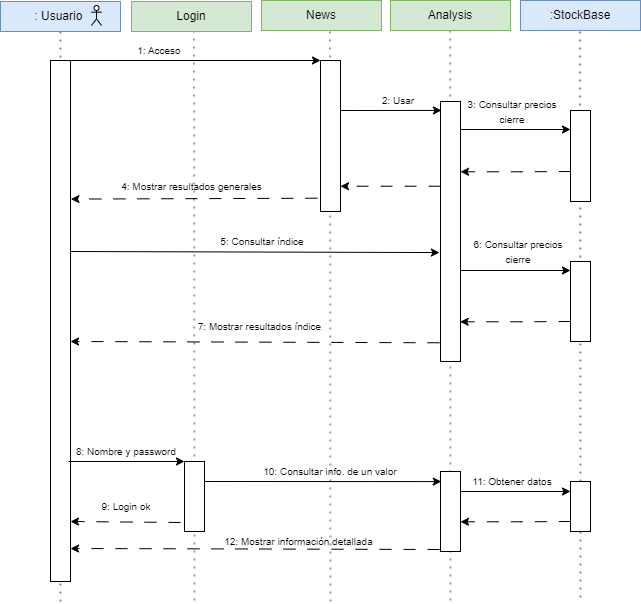 : Usuario
Login
News
Analysis
:StockBase
1: Acceso
2: Usar
3: Consultar precios
cierre
4: Mostrar resultados generales
5: Consultar índice
6: Consultar precios
cierre
7: Mostrar resultados índice
8: Nombre y password
10: Consultar info. de un valor
11: Obtener datos
9: Login ok
12: Mostrar información detallada